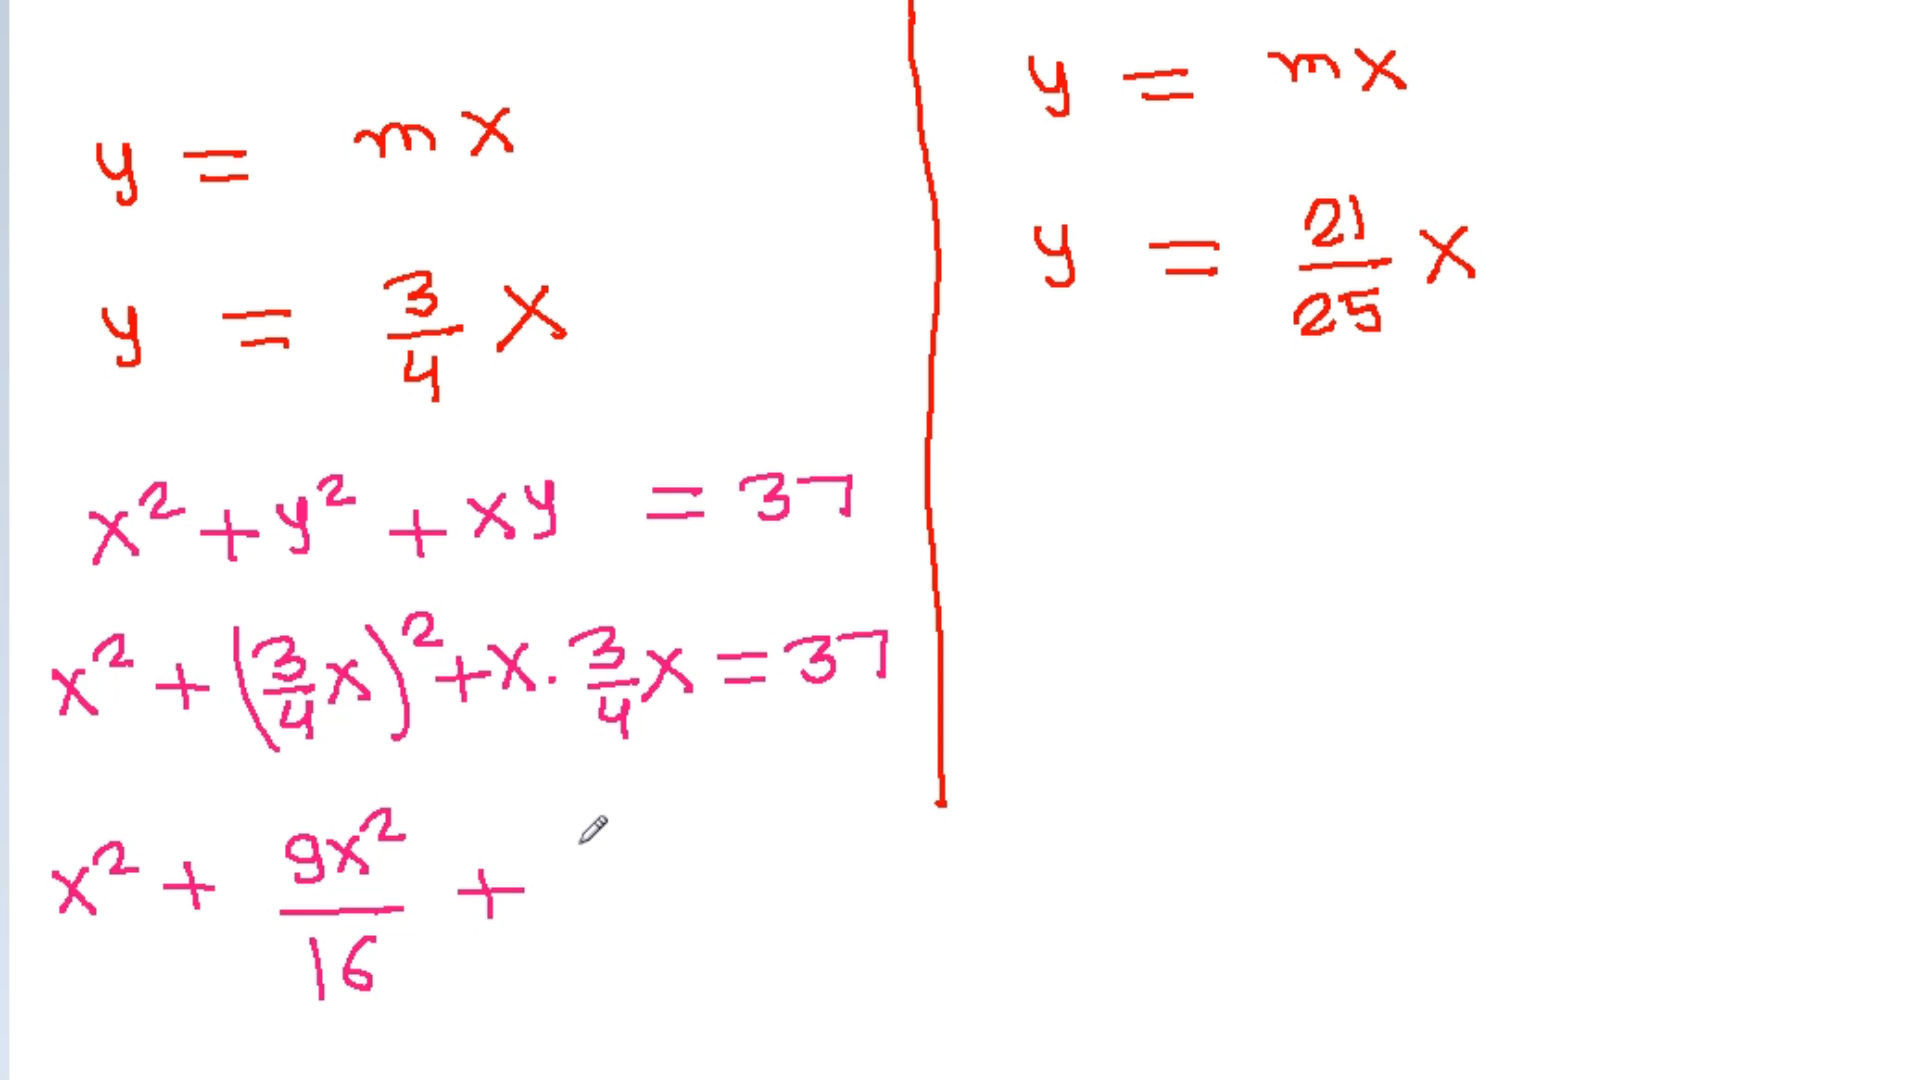 y = mx
y = 3/4 x
x² + y² + xy = 37
x² + (3/4 x)² + x · 3/4 x = 37
x² + 9x²/16 +
y = mx
y = 21/25 x